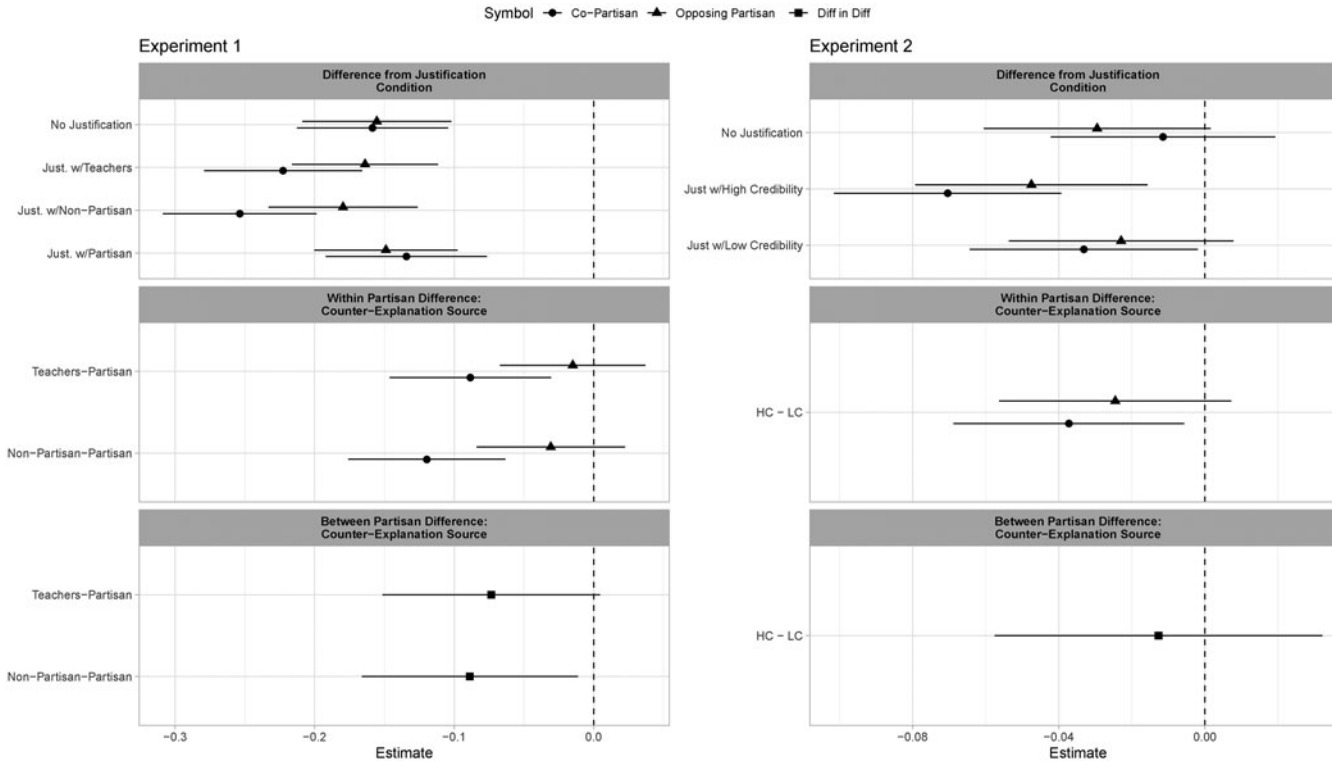 Symbol Co-Partisan Opposing Partisan Diff in Diff
Experiment 1
Difference from Justification
Condition
No Justification
Just. w/Teachers
Just. w/Non-Partisan
Just. w/Partisan
Within Partisan Difference:
Counter-Explanation Source
Teachers-Partisan
Non-Partisan-Partisan
Between Partisan Difference:
Counter-Explanation Source
Teachers-Partisan
Non-Partisan-Partisan
-0.3 -0.2 -0.1 0.0
Estimate
Experiment 2
Difference from Justification
Condition
No Justification
Just w/High Credibility
Just w/Low Credibility
Within Partisan Difference:
Counter-Explanation Source
HC - LC
Between Partisan Difference:
Counter-Explanation Source
HC - LC
-0.08 -0.04 0.00
Estimate